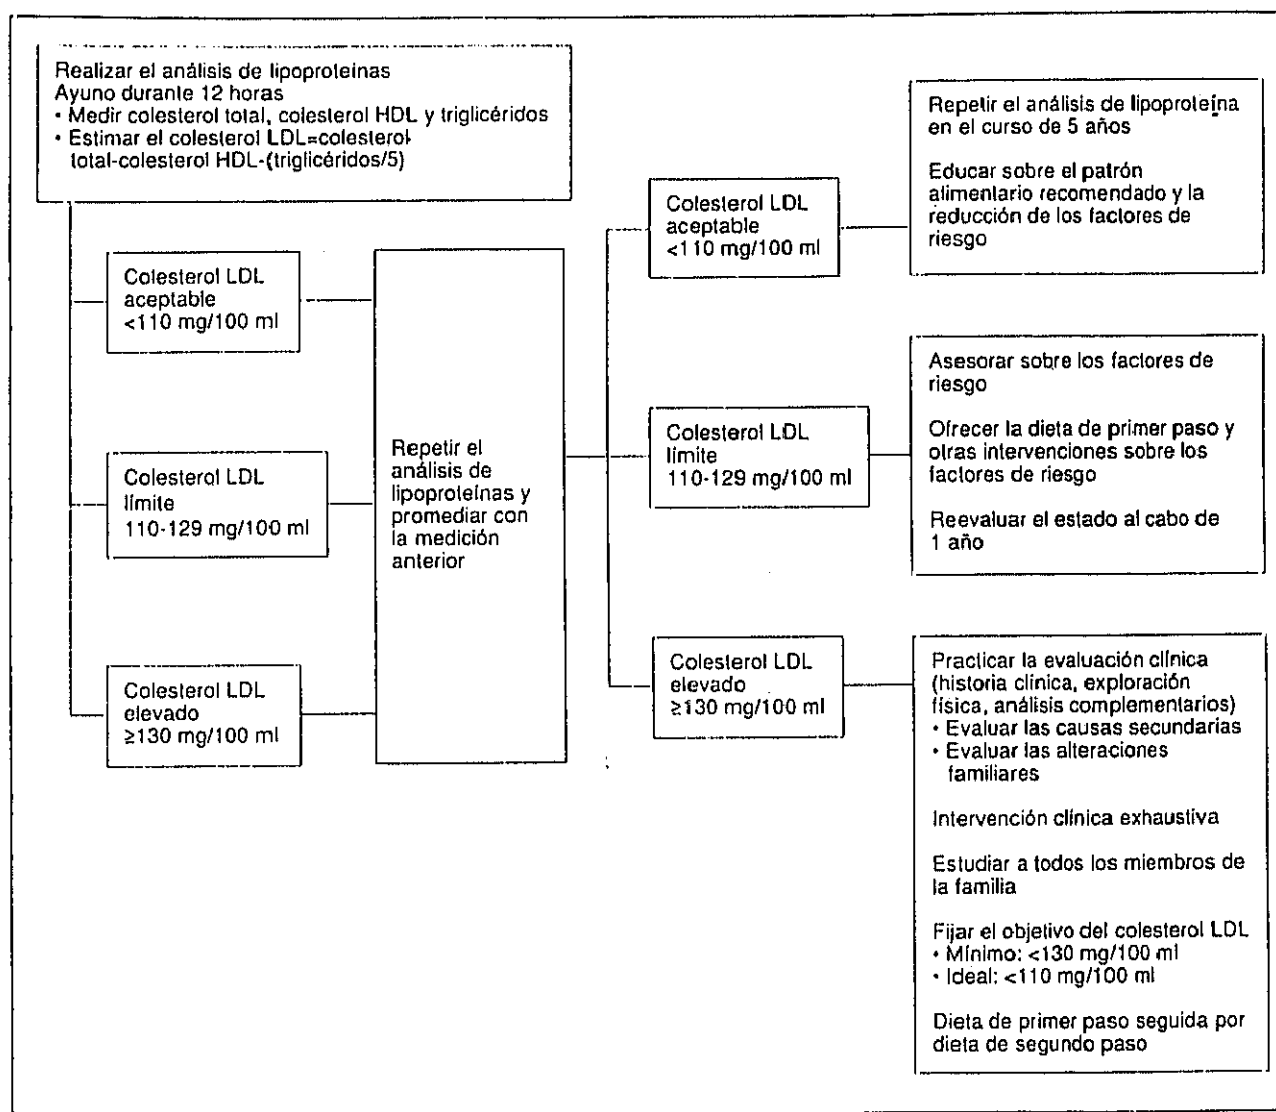 Realizar el análisis de lipoproteínas
Ayuno durante 12 horas
• Medir colesterol total, colesterol HDL y triglicéridos
• Estimar el colesterol LDL=colesterol
total-colesterol HDL-(triglicéridos/5)
Colesterol LDL
aceptable
<110 mg/100 ml
Colesterol LDL
límite
110-129 mg/100 ml
Colesterol LDL
elevado
≥130 mg/100 ml
Repetir el
análisis de
lipoproteínas y
promediar con
la medición
anterior
Colesterol LDL
aceptable
<110 mg/100 ml
Colesterol LDL
límite
110-129 mg/100 ml
Colesterol LDL
elevado
≥130 mg/100 ml
Repetir el análisis de lipoproteína
en el curso de 5 años
Educar sobre el patrón
alimentario recomendado y la
reducción de los factores de
riesgo
Asesorar sobre los factores de
riesgo
Ofrecer la dieta de primer paso y
otras intervenciones sobre los
factores de riesgo
Reevaluar el estado al cabo de
1 año
Practicar la evaluación clínica
(historia clínica, exploración
física, análisis complementarios)
• Evaluar las causas secundarias
• Evaluar las alteraciones
familiares
Intervención clínica exhaustiva
Estudiar a todos los miembros de
la familia
Fijar el objetivo del colesterol LDL
• Mínimo: <130 mg/100 ml
• Ideal: <110 mg/100 ml
Dieta de primer paso seguida por
dieta de segundo paso